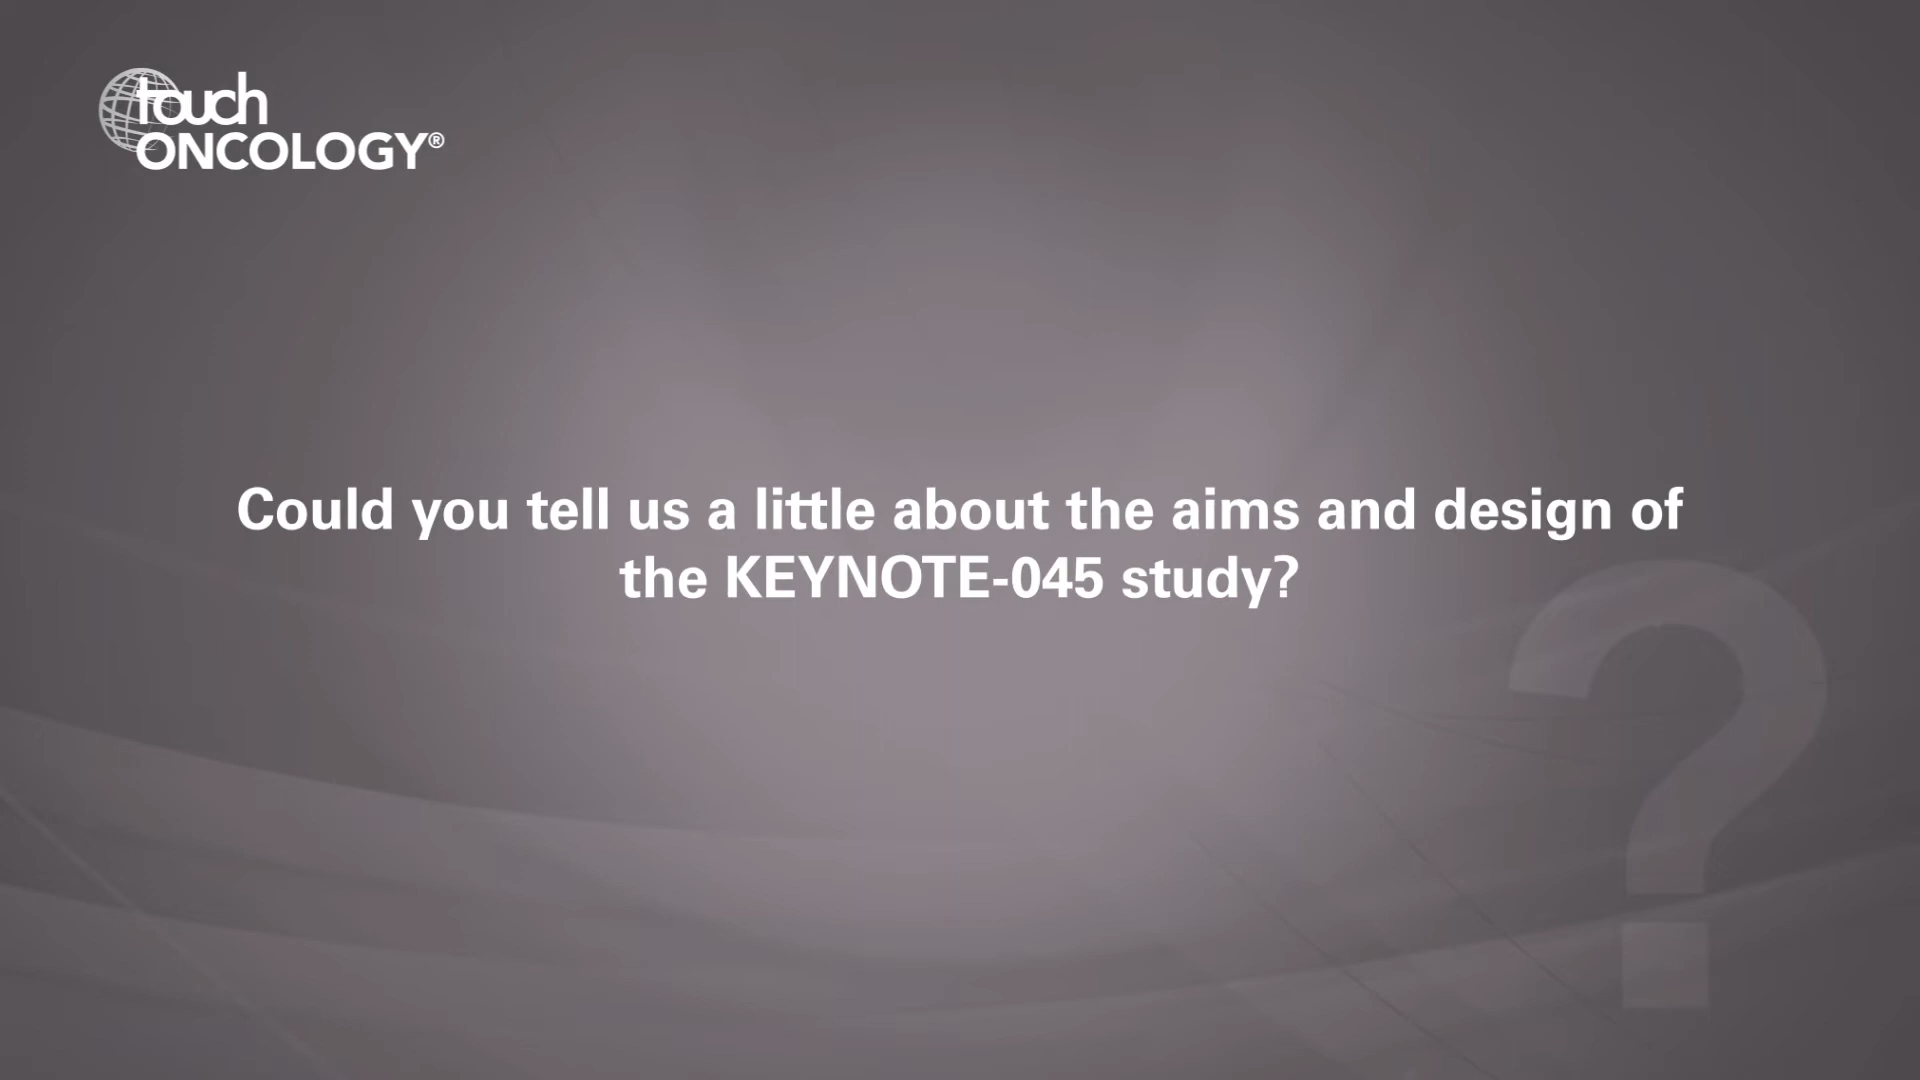 touch
ONCOLOGY®
Could you tell us a little about the aims and design of
the KEYNOTE-045 study?
?